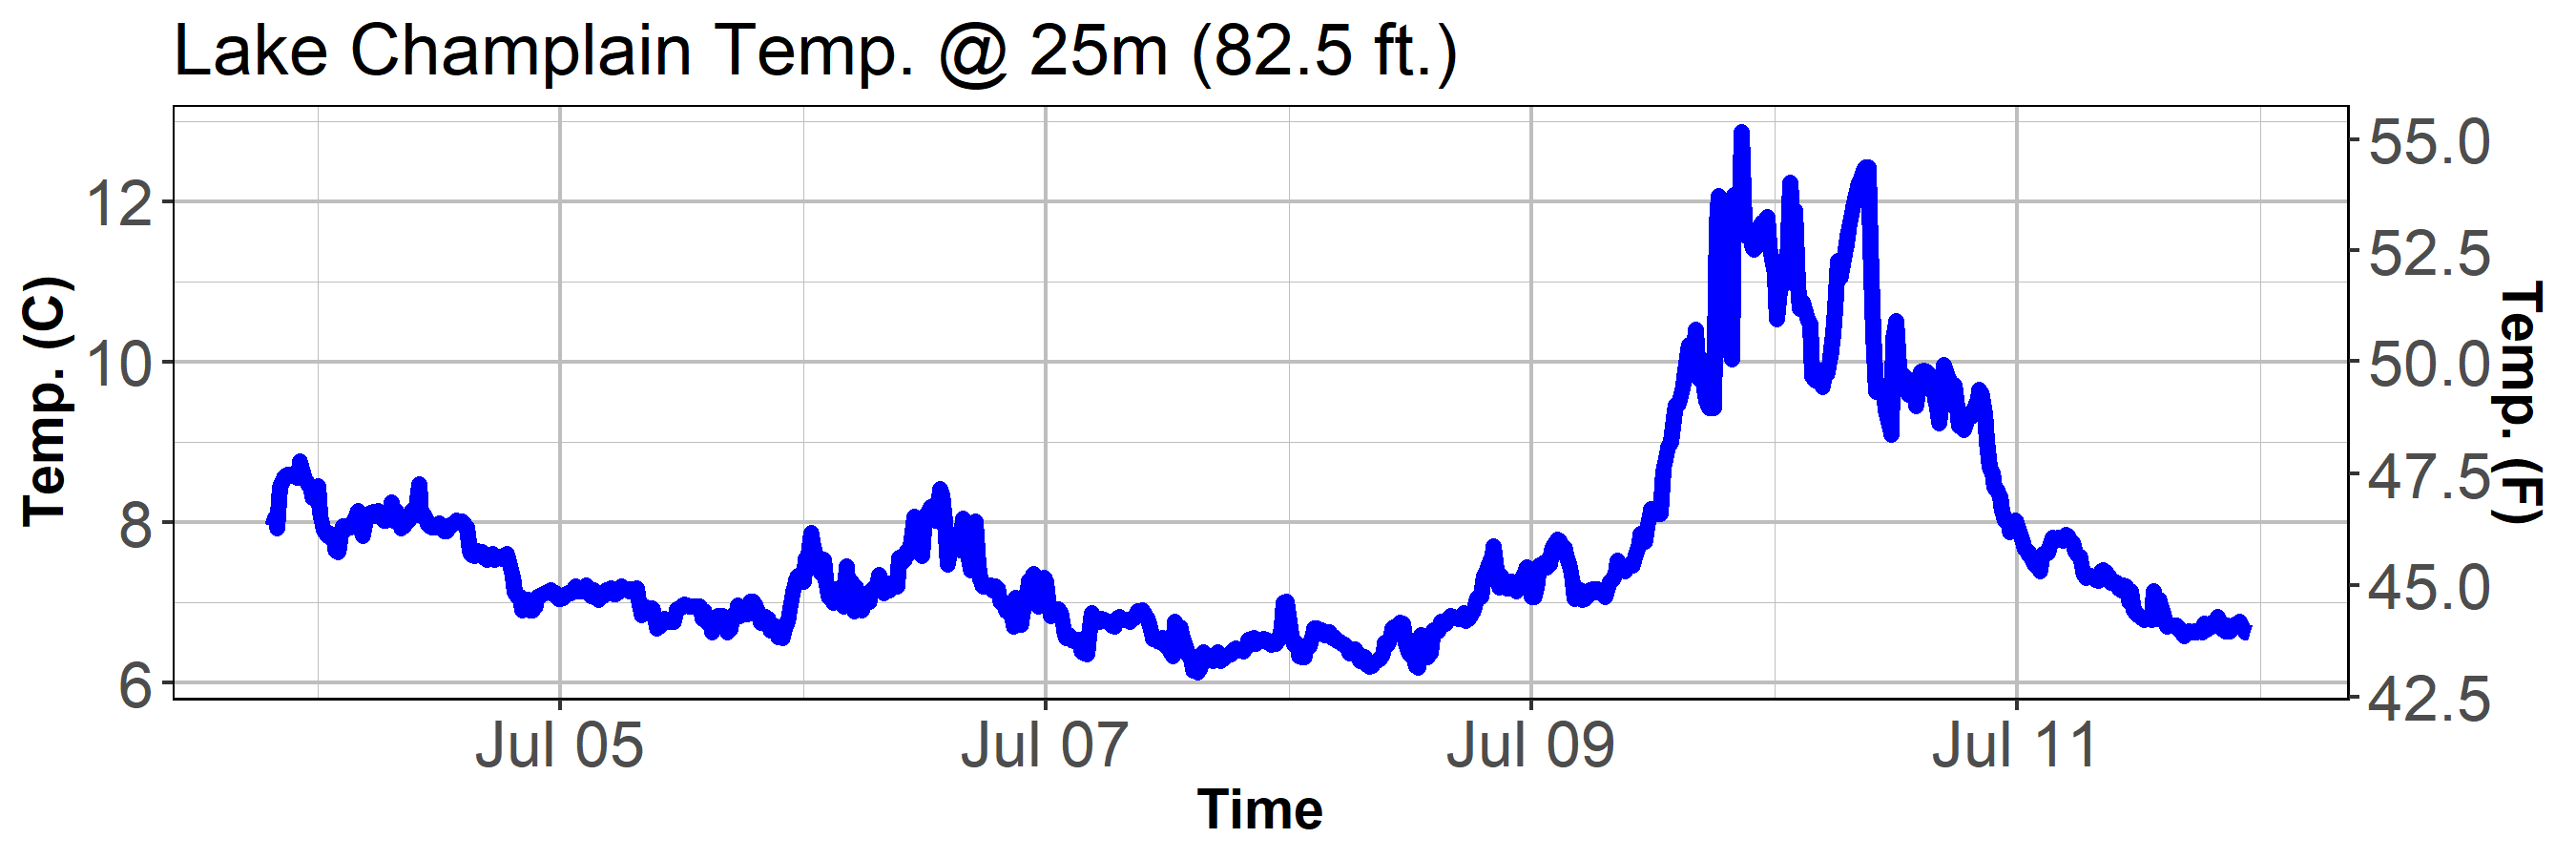 Lake Champlain Temp. @ 25m (82.5 ft.)
Temp. (C)
12
10
8
6
55.0
52.5
50.0
47.5
45.0
42.5
Temp. (F)
Jul 05 Jul 07 Jul 09 Jul 11
Time